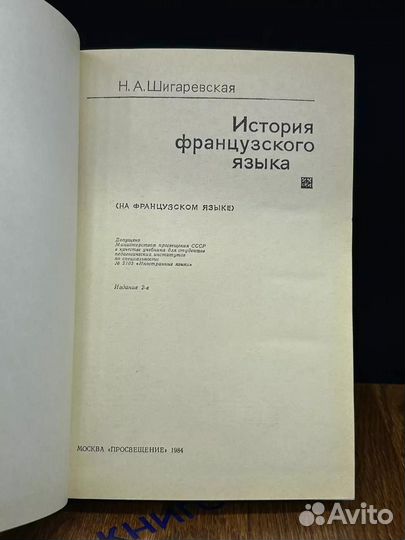 Н. А. Шигаревская
История
французского
языка
(НА ФРАНЦУЗСКОМ ЯЗЫКЕ)
Допущено
Министерством просвещения СССР
в качестве учебника для студентов
педагогических институтов
по специальности
№ 2103 «Иностранные языки»
Издание 2-е
МОСКВА «ПРОСВЕЩЕНИЕ» 1984
Avito